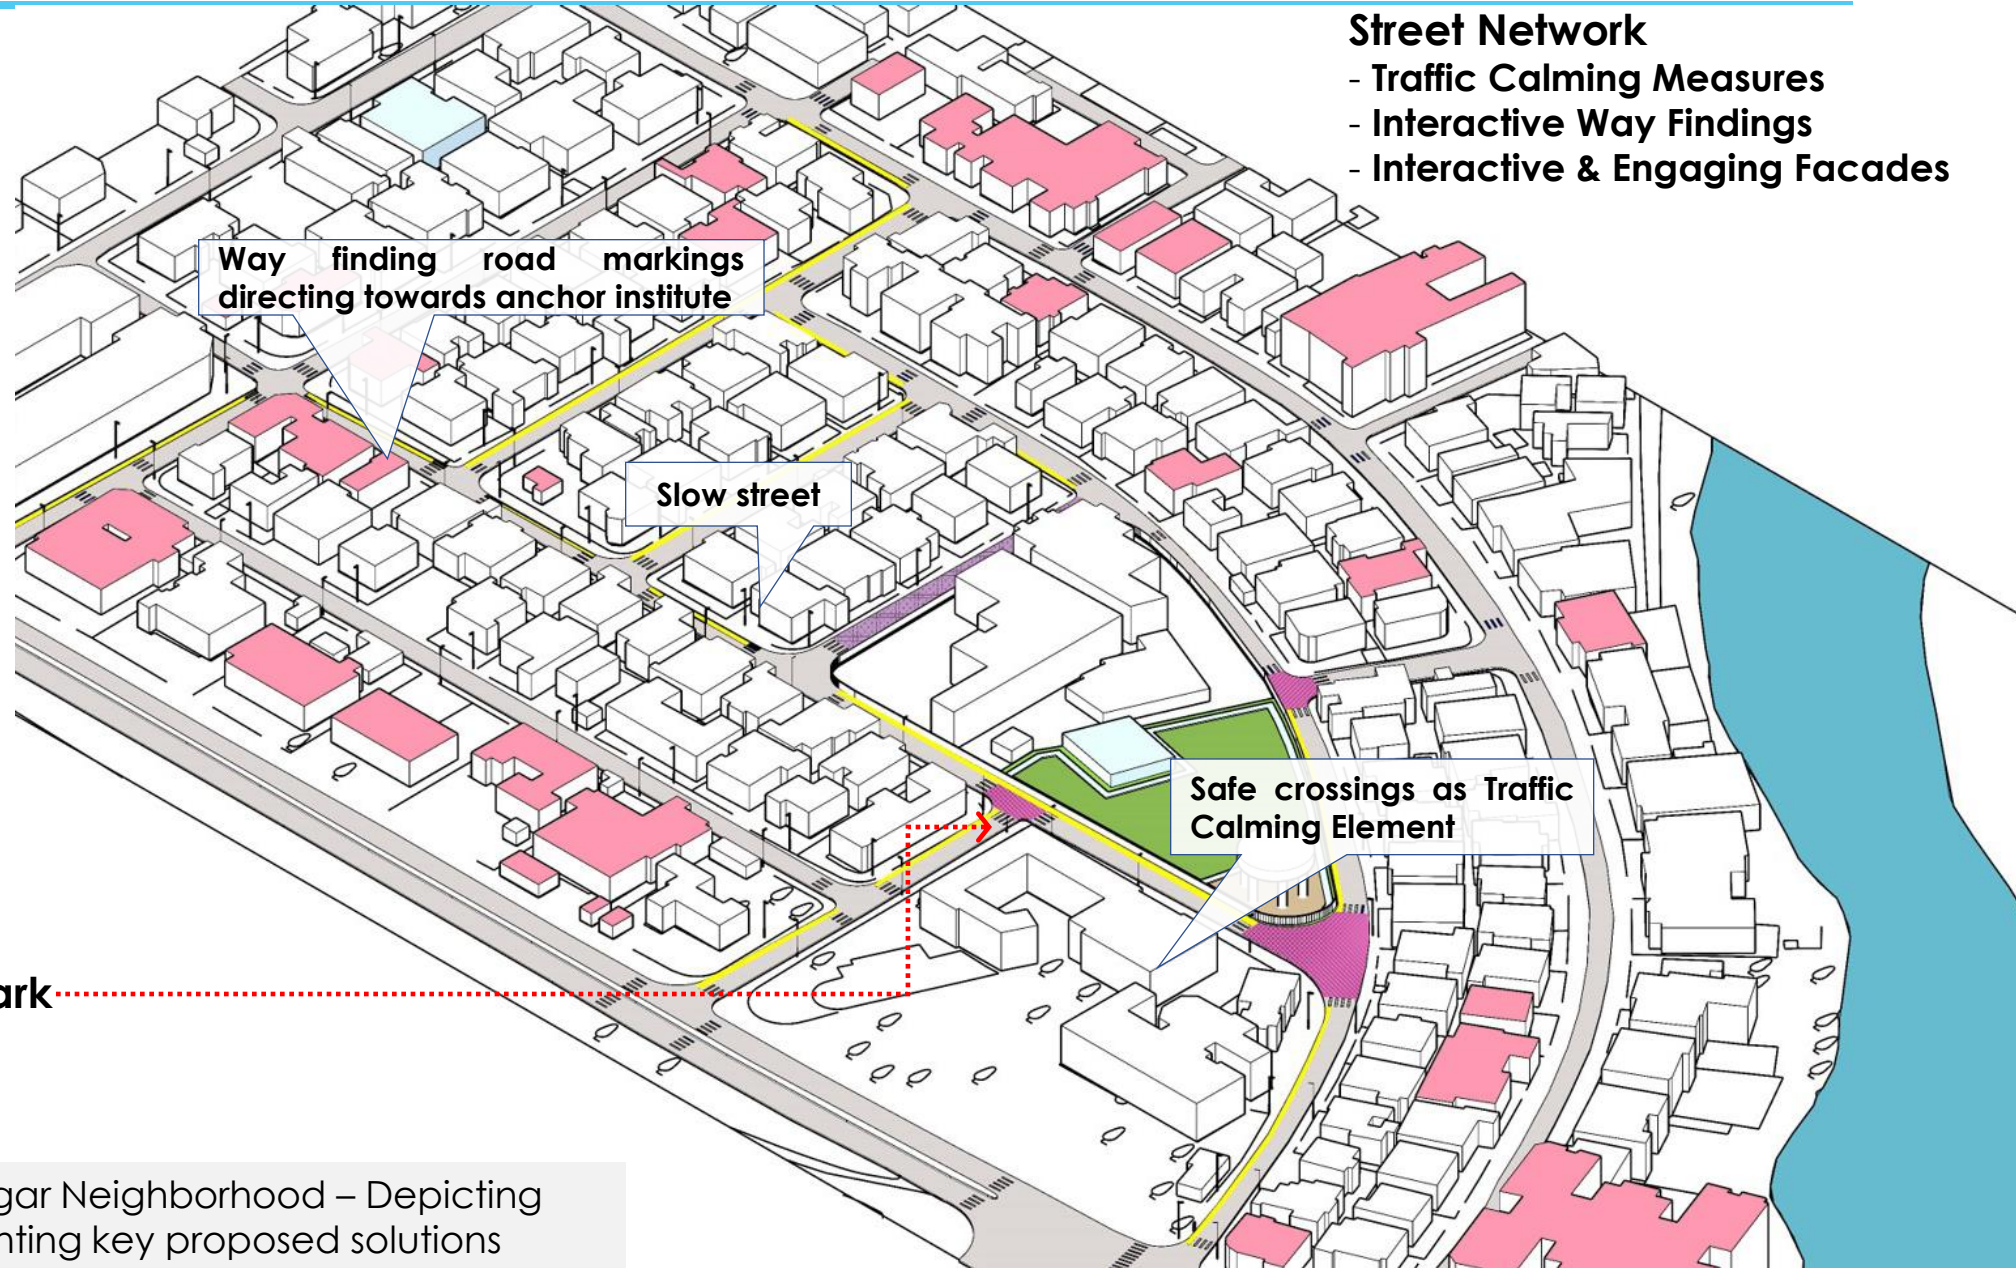 Street Network
- Traffic Calming Measures
- Interactive Way Findings
- Interactive & Engaging Facades
Way finding road markings
directing towards anchor institute
Slow street
Safe crossings as Traffic
Calming Element
ark
gar Neighborhood – Depicting
nting key proposed solutions